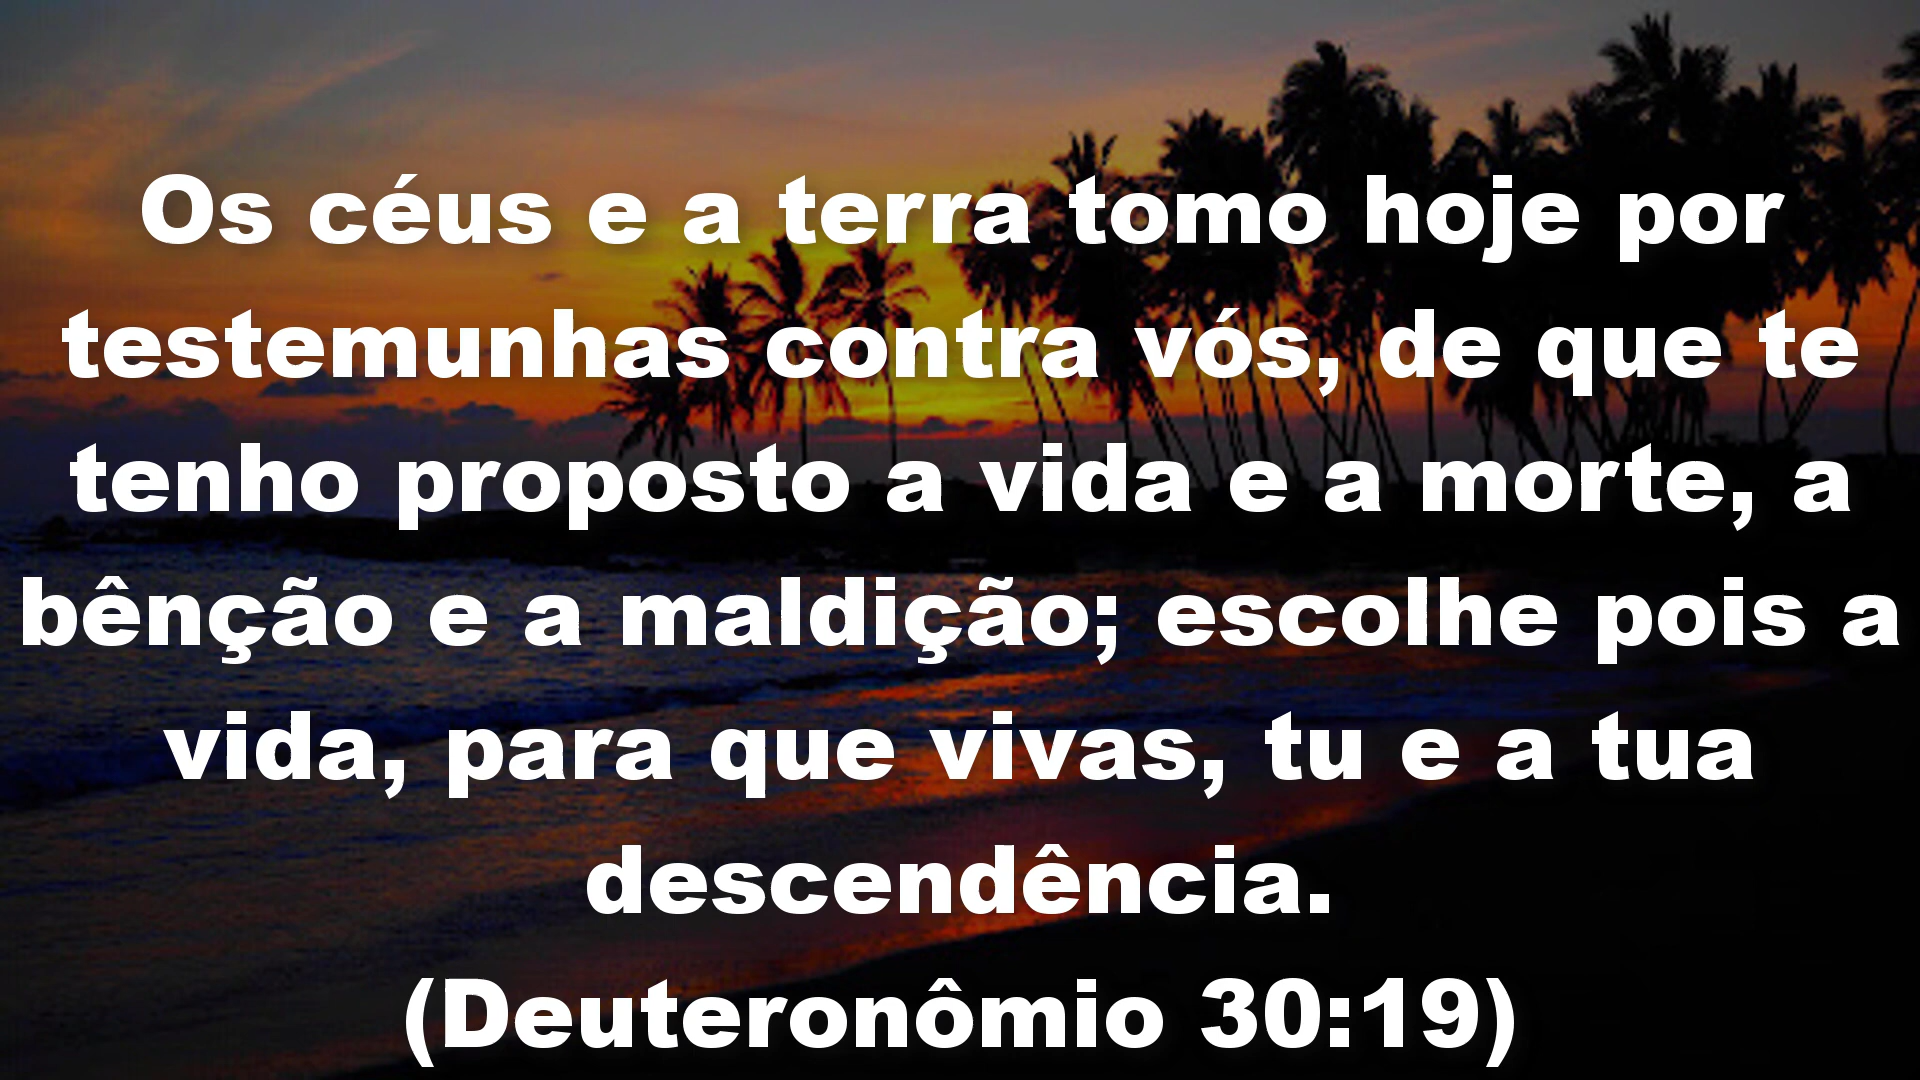 Os céus e a terra tomo hoje por
testemunhas contra vós, de que te
tenho proposto a vida e a morte, a
bênção e a maldição; escolhe pois a
vida, para que vivas, tu e a tua
descendência.
(Deuteronômio 30:19)